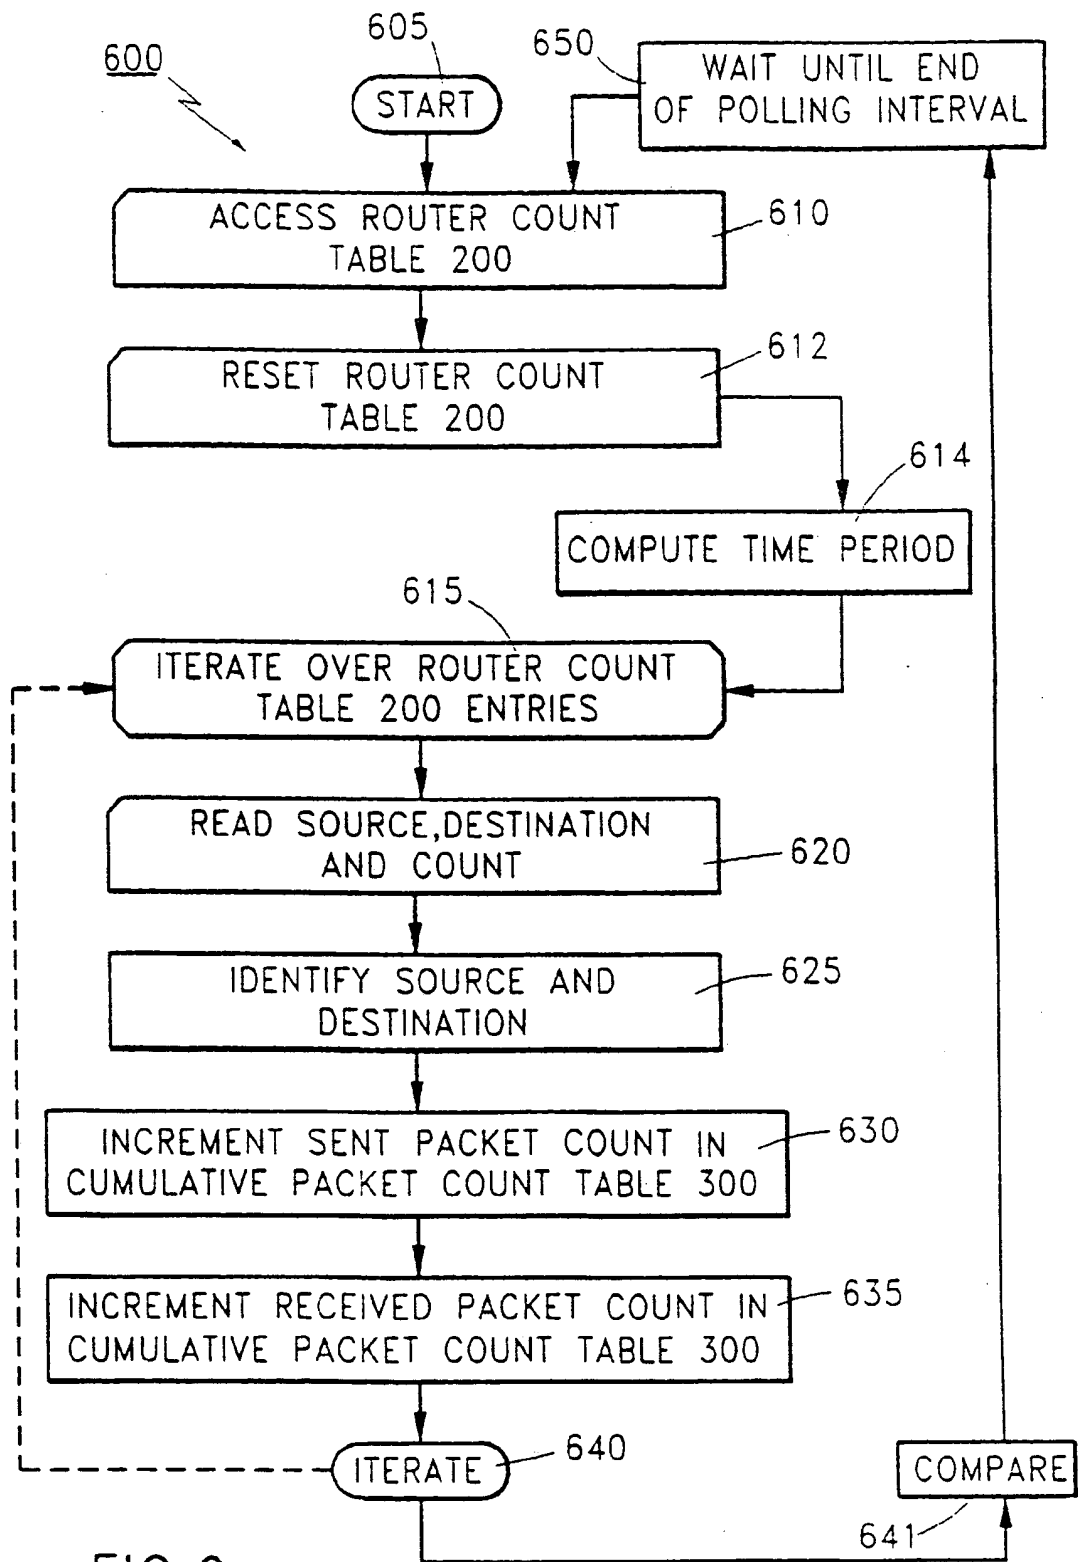 600
605
START
650
WAIT UNTIL END
OF POLLING INTERVAL
ACCESS ROUTER COUNT
TABLE 200
610
RESET ROUTER COUNT
TABLE 200
612
614
COMPUTE TIME PERIOD
615
ITERATE OVER ROUTER COUNT
TABLE 200 ENTRIES
READ SOURCE,DESTINATION
AND COUNT
620
IDENTIFY SOURCE AND
DESTINATION
625
INCREMENT SENT PACKET COUNT IN
CUMULATIVE PACKET COUNT TABLE 300
630
INCREMENT RECEIVED PACKET COUNT IN
CUMULATIVE PACKET COUNT TABLE 300
635
ITERATE
640
COMPARE
641